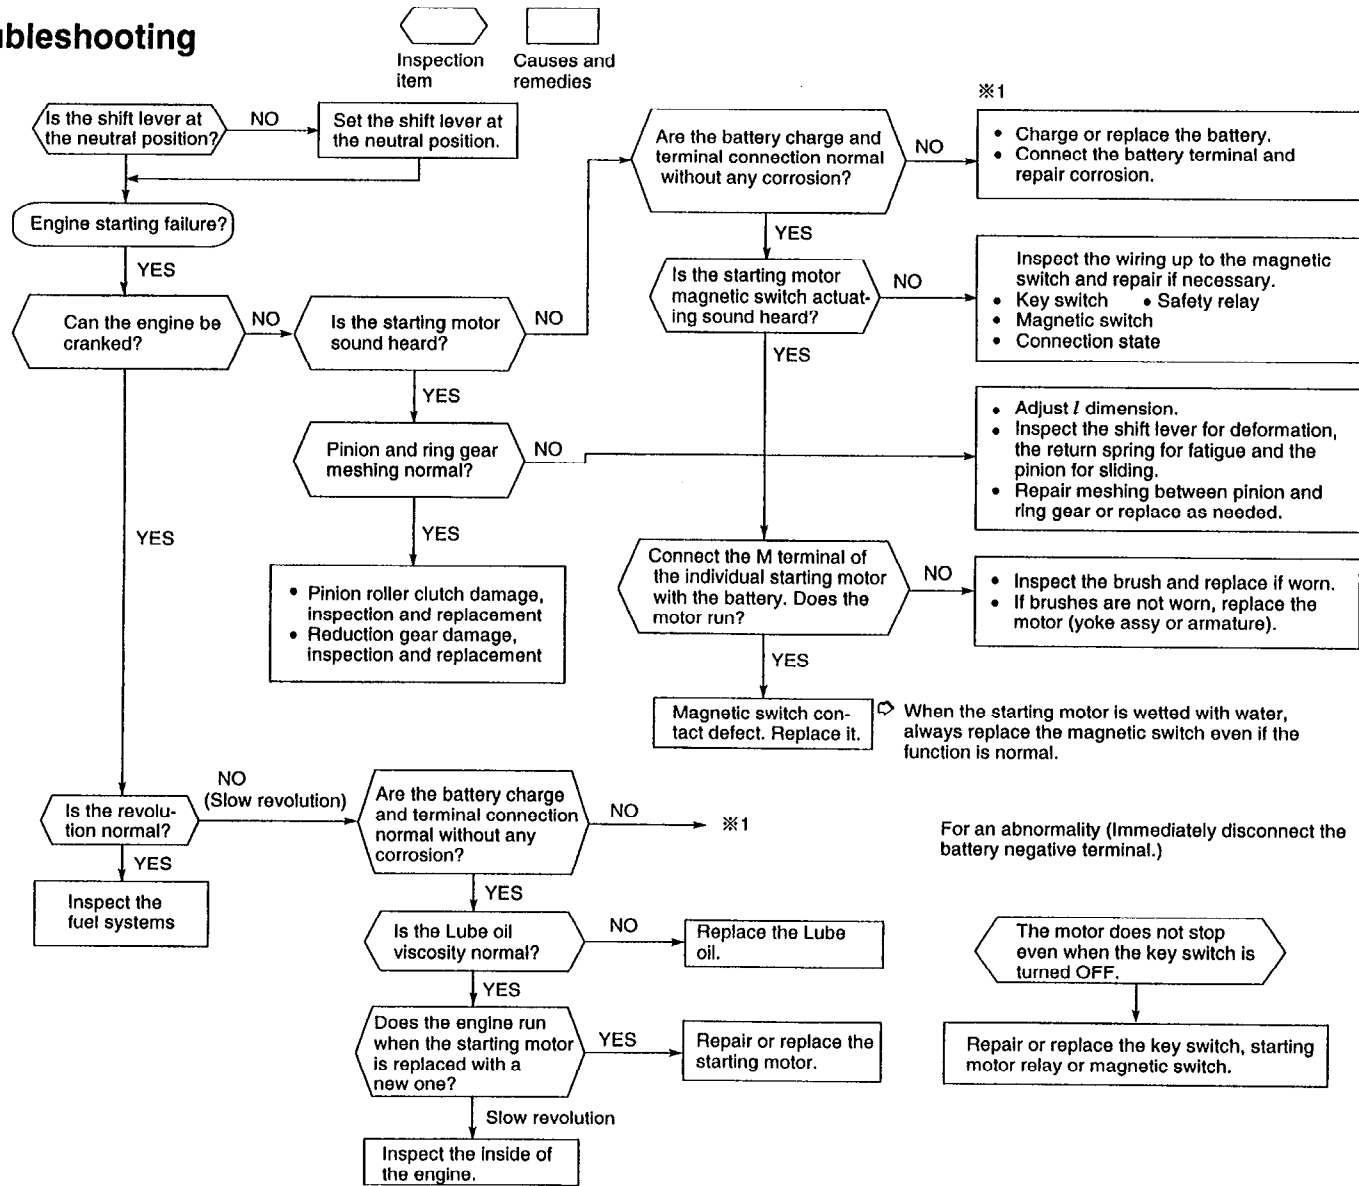 ubleshooting
Inspection
item
Causes and
remedies
Is the shift lever at
the neutral position?
NO
Set the shift lever at
the neutral position.
Engine starting failure?
YES
Can the engine be
cranked?
NO
Is the starting motor
sound heard?
NO
YES
Pinion and ring gear
meshing normal?
NO
YES
• Pinion roller clutch damage,
inspection and replacement
• Reduction gear damage,
inspection and replacement
Are the battery charge and
terminal connection normal
without any corrosion?
NO
※1
• Charge or replace the battery.
• Connect the battery terminal and
repair corrosion.
YES
Is the starting motor
magnetic switch actuat-
ing sound heard?
NO
Inspect the wiring up to the magnetic
switch and repair if necessary.
• Key switch • Safety relay
• Magnetic switch
• Connection state
YES
• Adjust l dimension.
• Inspect the shift lever for deformation,
the return spring for fatigue and the
pinion for sliding.
• Repair meshing between pinion and
ring gear or replace as needed.
Connect the M terminal of
the individual starting motor
with the battery. Does the
motor run?
NO
• Inspect the brush and replace if worn.
• If brushes are not worn, replace the
motor (yoke assy or armature).
YES
Magnetic switch con-
tact defect. Replace it.
When the starting motor is wetted with water,
always replace the magnetic switch even if the
function is normal.
YES
Is the revolu-
tion normal?
NO
(Slow revolution)
YES
Inspect the
fuel systems
Are the battery charge
and terminal connection
normal without any
corrosion?
NO
※1
YES
Is the Lube oil
viscosity normal?
NO
Replace the Lube
oil.
YES
Does the engine run
when the starting motor
is replaced with a
new one?
YES
Repair or replace the
starting motor.
Slow revolution
Inspect the inside of
the engine.
For an abnormality (Immediately disconnect the
battery negative terminal.)
The motor does not stop
even when the key switch is
turned OFF.
Repair or replace the key switch, starting
motor relay or magnetic switch.